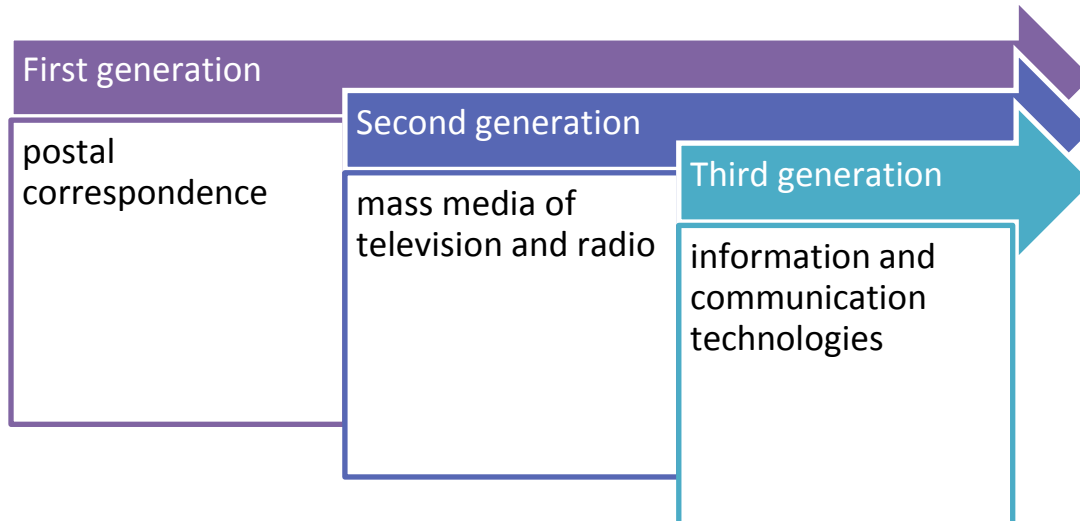 First generation
postal
correspondence
Second generation
mass media of
television and radio
Third generation
information and
communication
technologies